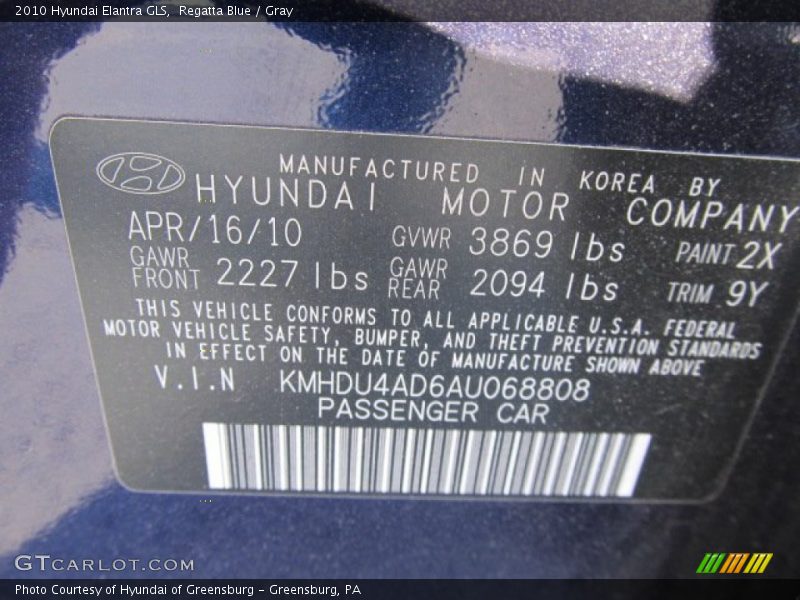 2010 Hyundai Elantra GLS, Regatta Blue / Gray
MANUFACTURED IN KOREA BY
HYUNDAI MOTOR COMPANY
APR/16/10 GVWR 3869 lbs PAINT 2X
GAWR FRONT 2227 lbs GAWR REAR 2094 lbs TRIM 9Y
THIS VEHICLE CONFORMS TO ALL APPLICABLE U.S.A. FEDERAL
MOTOR VEHICLE SAFETY, BUMPER, AND THEFT PREVENTION STANDARDS
IN EFFECT ON THE DATE OF MANUFACTURE SHOWN ABOVE
V.I.N KMHDU4AD6AU068808
PASSENGER CAR
GTCARLOT.COM
Photo Courtesy of Hyundai of Greensburg - Greensburg, PA